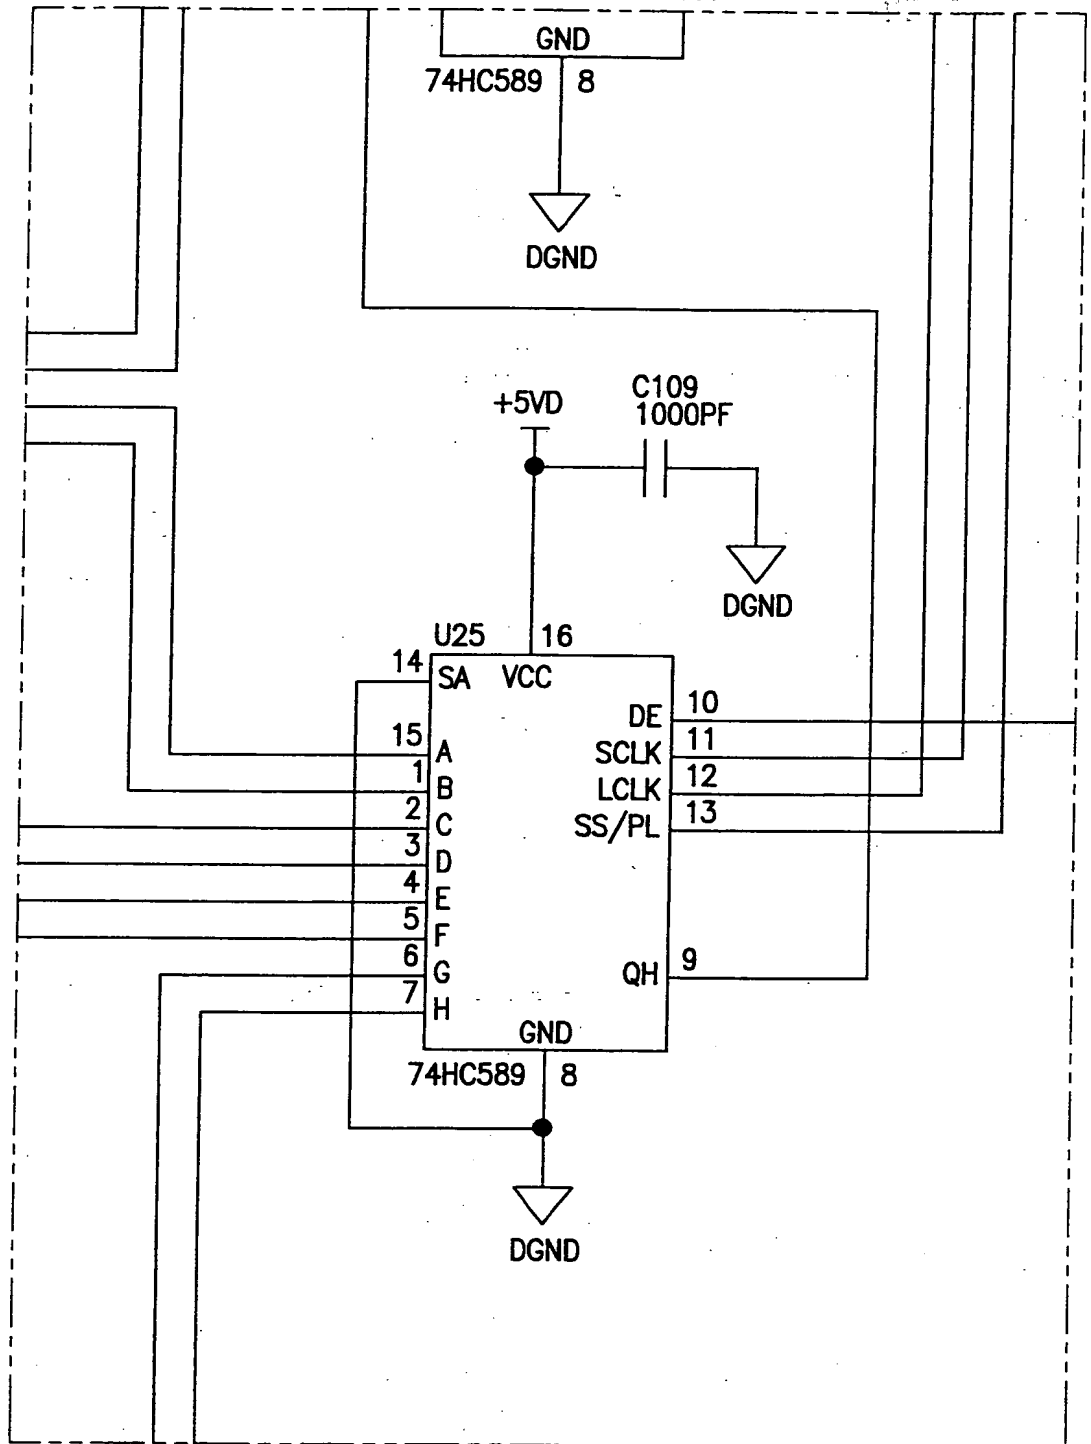 GND
74HC589 8
DGND
C109
+5VD 1000PF
DGND
U25 16
14 SA VCC
DE 10
15 A SCLK 11
1 B LCLK 12
2 C SS/PL 13
3 D
4 E
5 F
6 G QH 9
7 H
GND
74HC589 8
DGND